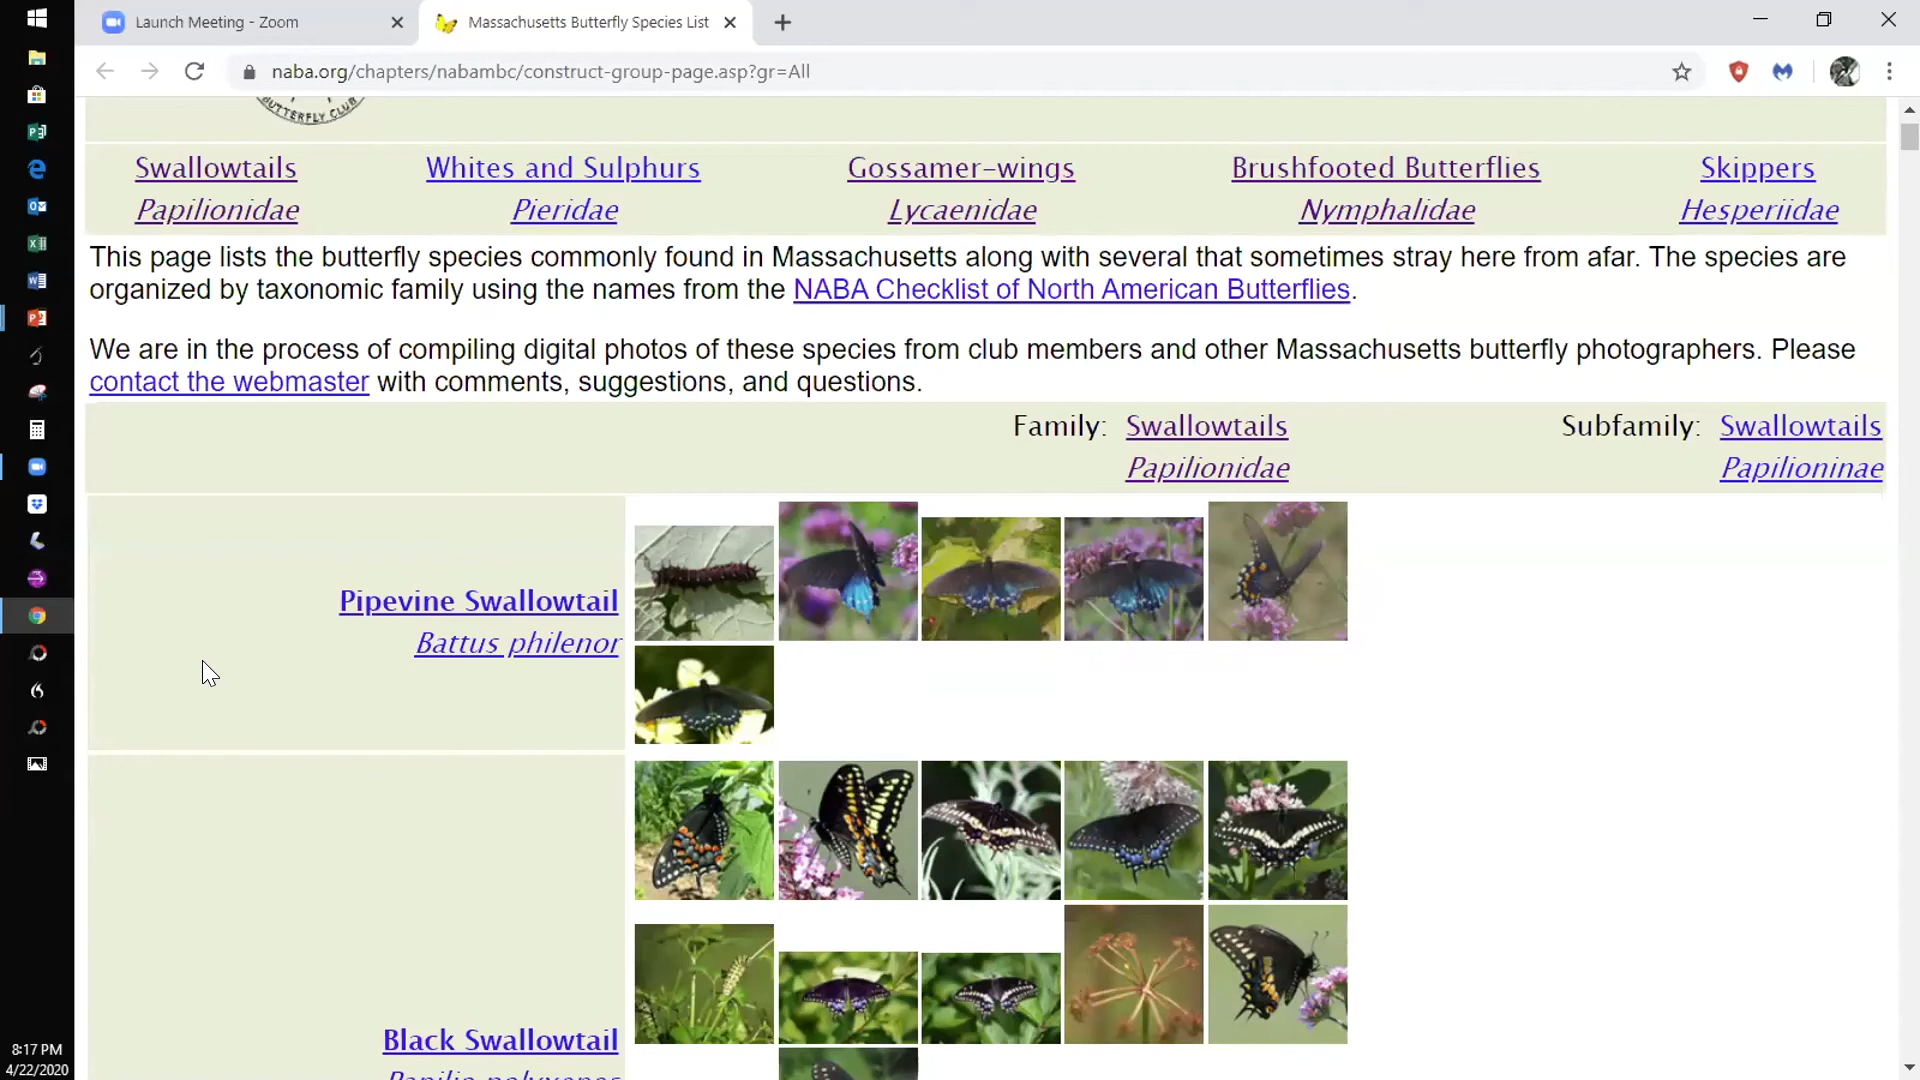 Launch Meeting - Zoom
Massachusetts Butterfly Species List
naba.org/chapters/nabambc/construct-group-page.asp?gr=All
BUTTERFLY CLUB
Swallowtails Whites and Sulphurs Gossamer-wings Brushfooted Butterflies Skippers
Papilionidae Pieridae Lycaenidae Nymphalidae Hesperiidae
This page lists the butterfly species commonly found in Massachusetts along with several that sometimes stray here from afar. The species are
organized by taxonomic family using the names from the NABA Checklist of North American Butterflies.
We are in the process of compiling digital photos of these species from club members and other Massachusetts butterfly photographers. Please
contact the webmaster with comments, suggestions, and questions.
Family: Swallowtails Subfamily: Swallowtails
Papilionidae Papilioninae
Pipevine Swallowtail
Battus philenor
Black Swallowtail
Papilio polyxenes
8:17 PM
4/22/2020